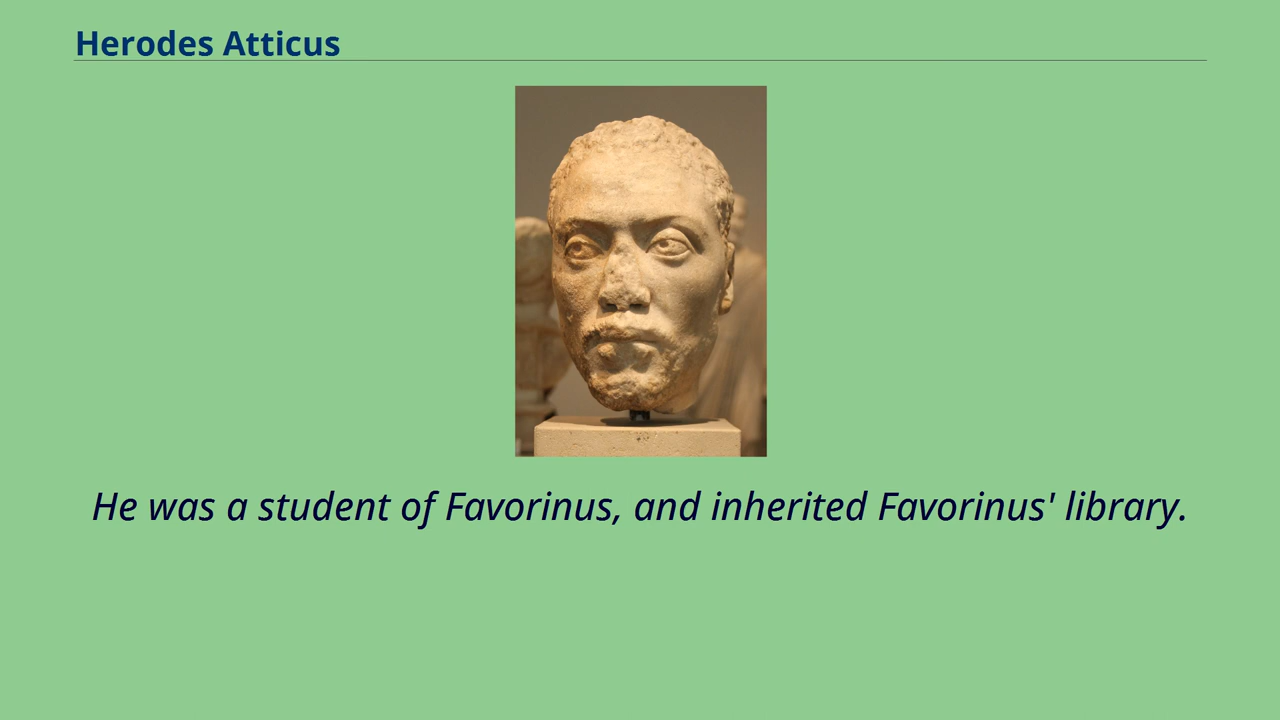 Herodes Atticus
He was a student of Favorinus, and inherited Favorinus' library.